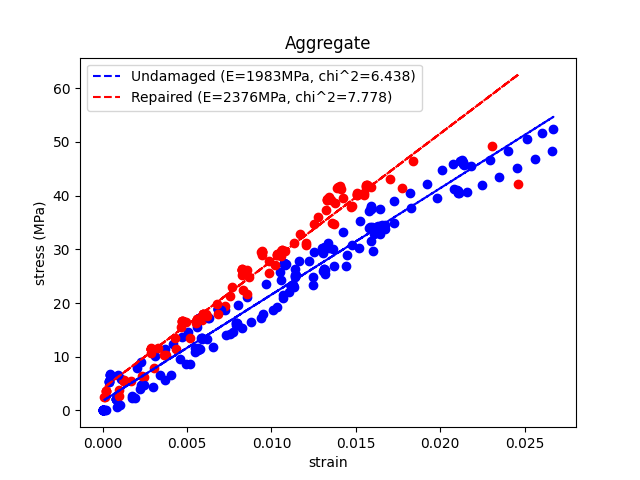 Aggregate
Undamaged (E=1983MPa, chi^2=6.438)
Repaired (E=2376MPa, chi^2=7.778)
60
50
40
30
20
10
0
stress (MPa)
0.000 0.005 0.010 0.015 0.020 0.025
strain